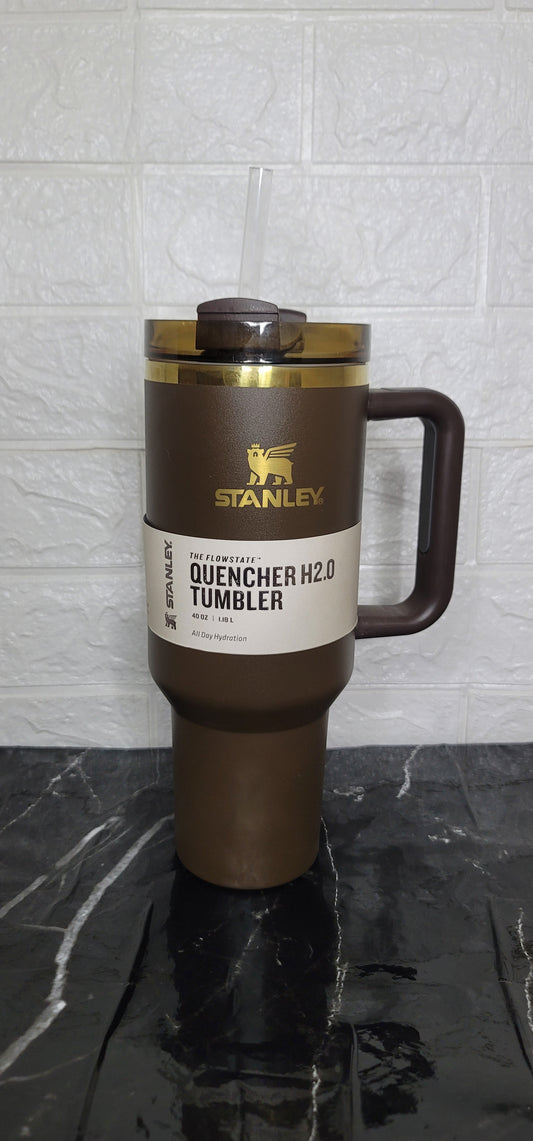 STANLEY®
STANLEY.
THE FLOWSTATE™
QUENCHER H2.0
TUMBLER
40 OZ | 1.18 L
All Day Hydration